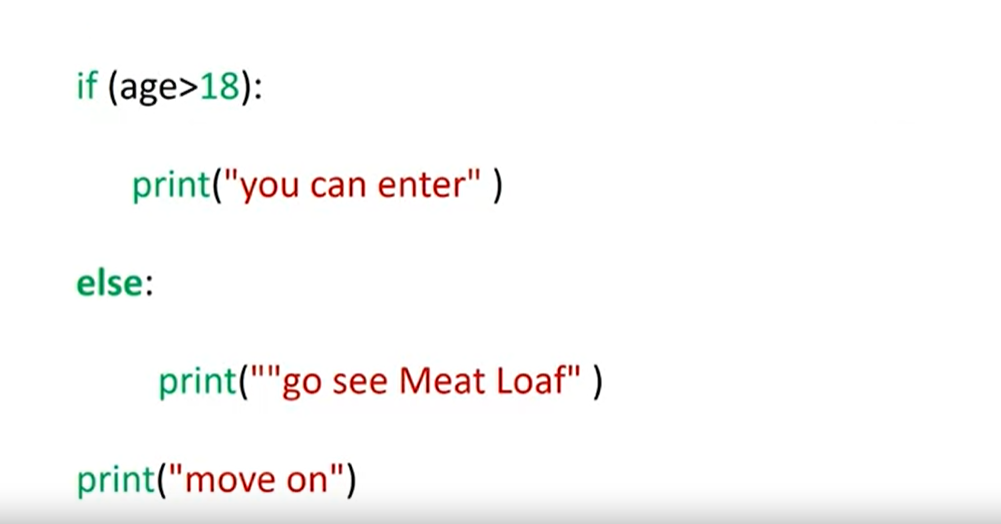 if (age>18):
print("you can enter" )
else:
print(""go see Meat Loaf" )
print("move on")